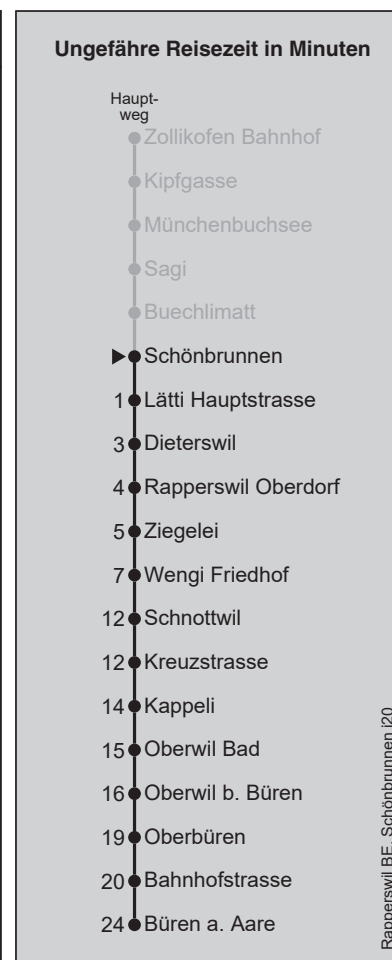 Ungefähre Reisezeit in Minuten
Haupt-
weg
Zollikofen Bahnhof
Kipfgasse
Münchenbuchsee
Sagi
Buechlimatt
Schönbrunnen
1 Lätti Hauptstrasse
3 Dieterswil
4 Rapperswil Oberdorf
5 Ziegelei
7 Wengi Friedhof
12 Schnottwil
12 Kreuzstrasse
14 Kappeli
15 Oberwil Bad
16 Oberwil b. Büren
19 Oberbüren
20 Bahnhofstrasse
24 Büren a. Aare
Rapperswil BE, Schönbrunnen j20